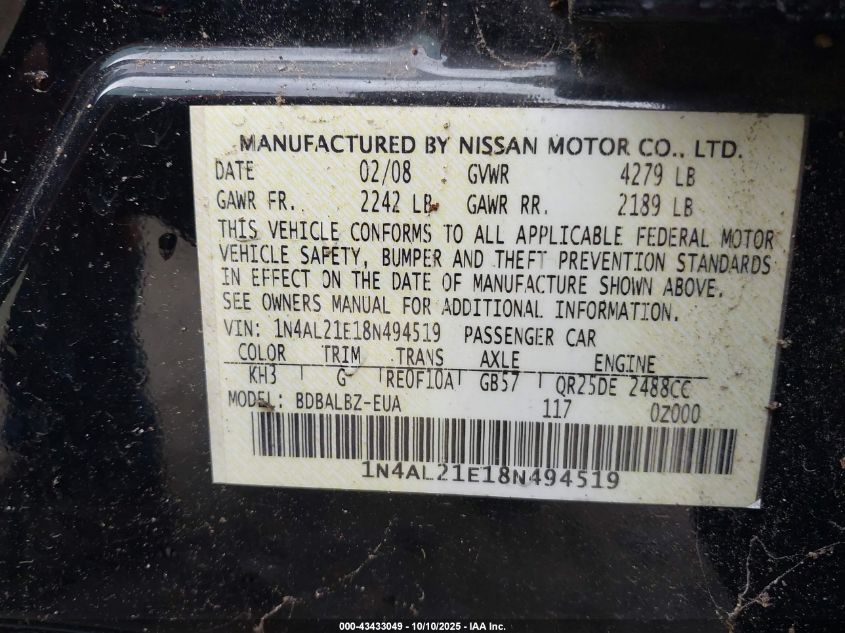 MANUFACTURED BY NISSAN MOTOR CO., LTD.
DATE 02/08 GVWR 4279 LB
GAWR FR. 2242 LB GAWR RR. 2189 LB
THIS VEHICLE CONFORMS TO ALL APPLICABLE FEDERAL MOTOR
VEHICLE SAFETY, BUMPER AND THEFT PREVENTION STANDARDS
IN EFFECT ON THE DATE OF MANUFACTURE SHOWN ABOVE.
SEE OWNERS MANUAL FOR ADDITIONAL INFORMATION.
VIN: 1N4AL21E18N494519 PASSENGER CAR
COLOR TRIM TRANS AXLE ENGINE
KH3 G RE0F10A GB57 QR25DE 2488CC
MODEL: BDBALBZ-EUA 117 0Z000
1N4AL21E18N494519
000-43433049 - 10/10/2025 - IAA Inc.